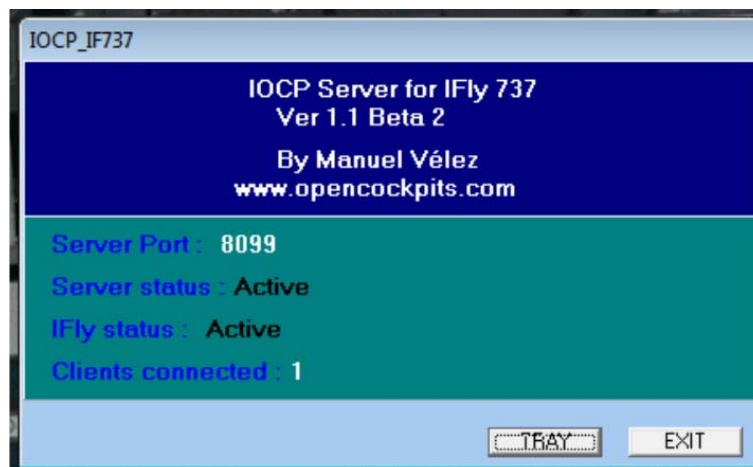 IOCP_IF737
IOCP Server for IFly 737
Ver 1.1 Beta 2
By Manuel Vélez
www.opencockpits.com
Server Port : 8099
Server status : Active
IFly status : Active
Clients connected : 1
TRAY EXIT